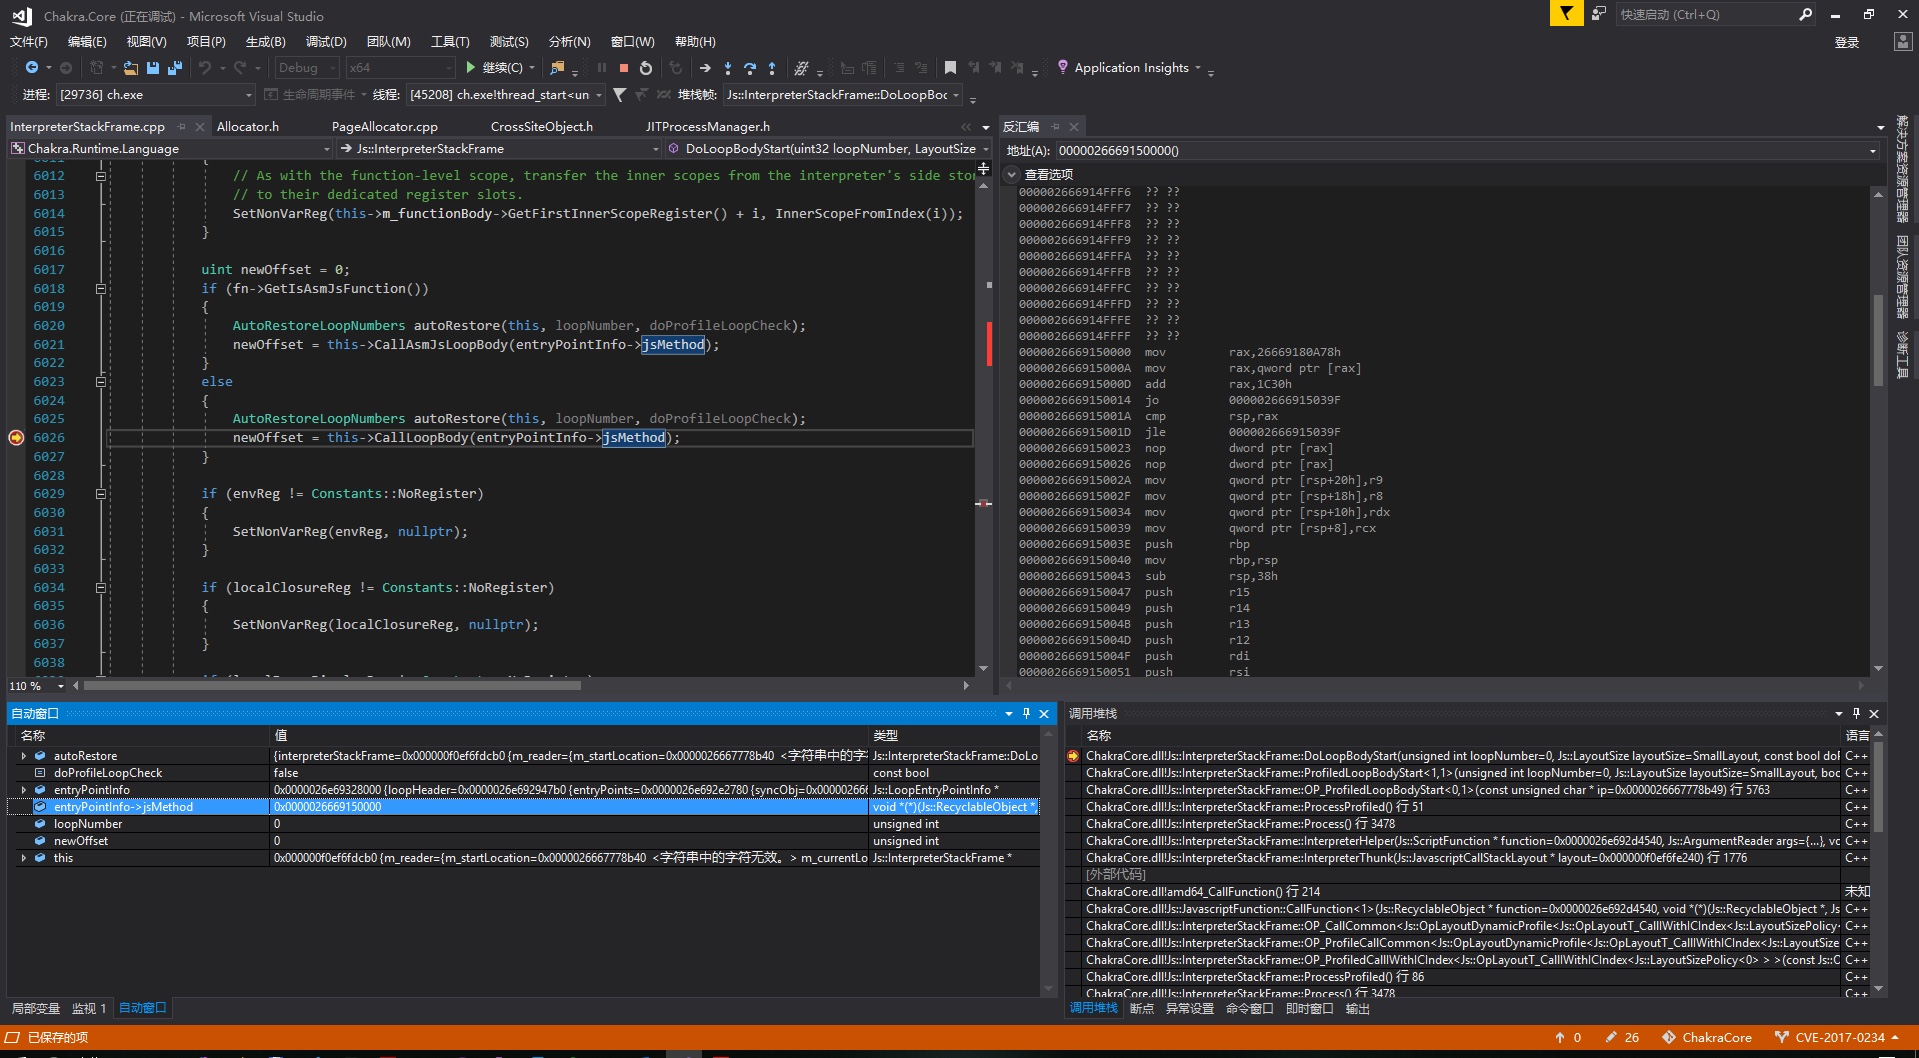 Chakra.Core (正在调试) - Microsoft Visual Studio
快速启动 (Ctrl+Q)
文件(F) 编辑(E) 视图(V) 项目(P) 生成(B) 调试(D) 团队(M) 工具(T) 测试(S) 分析(N) 窗口(W) 帮助(H)
登录
Debug x64 继续(C) Application Insights
进程: [29736] ch.exe 生命周期事件 线程: [45208] ch.exe!thread_start<un 堆栈帧: Js::InterpreterStackFrame::DoLoopBoc
InterpreterStackFrame.cpp Allocator.h PageAllocator.cpp CrossSiteObject.h JITProcessManager.h
Chakra.Runtime.Language Js::InterpreterStackFrame DoLoopBodyStart(uint32 loopNumber, LayoutSize
6012 // As with the function-level scope, transfer the inner scopes from the interpreter's side sto
6013 // to their dedicated register slots.
6014 SetNonVarReg(this->m_functionBody->GetFirstInnerScopeRegister() + i, InnerScopeFromIndex(i));
6015 }
6016
6017 uint newOffset = 0;
6018 if (fn->GetIsAsmJsFunction())
6019 {
6020 AutoRestoreLoopNumbers autoRestore(this, loopNumber, doProfileLoopCheck);
6021 newOffset = this->CallAsmJsLoopBody(entryPointInfo->jsMethod);
6022 }
6023 else
6024 {
6025 AutoRestoreLoopNumbers autoRestore(this, loopNumber, doProfileLoopCheck);
6026 newOffset = this->CallLoopBody(entryPointInfo->jsMethod);
6027 }
6028
6029 if (envReg != Constants::NoRegister)
6030 {
6031 SetNonVarReg(envReg, nullptr);
6032 }
6033
6034 if (localClosureReg != Constants::NoRegister)
6035 {
6036 SetNonVarReg(localClosureReg, nullptr);
6037 }
6038
110 %
反汇编
地址(A): 0000026669150000()
查看选项
000002666914FFF6 ?? ??
000002666914FFF7 ?? ??
000002666914FFF8 ?? ??
000002666914FFF9 ?? ??
000002666914FFFA ?? ??
000002666914FFFB ?? ??
000002666914FFFC ?? ??
000002666914FFFD ?? ??
000002666914FFFE ?? ??
000002666914FFFF ?? ??
0000026669150000 mov rax,26669180A78h
000002666915000A mov rax,qword ptr [rax]
000002666915000D add rax,1C30h
0000026669150014 jo 000002666915039F
000002666915001A cmp rsp,rax
000002666915001D jle 000002666915039F
0000026669150023 nop dword ptr [rax]
0000026669150026 nop dword ptr [rax]
000002666915002A mov qword ptr [rsp+20h],r9
000002666915002F mov qword ptr [rsp+18h],r8
0000026669150034 mov qword ptr [rsp+10h],rdx
0000026669150039 mov qword ptr [rsp+8],rcx
000002666915003E push rbp
0000026669150040 mov rbp,rsp
0000026669150043 sub rsp,38h
0000026669150047 push r15
0000026669150049 push r14
000002666915004B push r13
000002666915004D push r12
000002666915004F push rdi
0000026669150051 push rsi
解决方案资源管理器
团队资源管理器
诊断工具
自动窗口
名称 值 类型
autoRestore {interpreterStackFrame=0x000000f0ef6fdcb0 {m_reader={m_startLocation=0x0000026667778b40 <字符串中的字 Js::InterpreterStackFrame::DoLo
doProfileLoopCheck false const bool
entryPointInfo 0x0000026e69328000 {loopHeader=0x0000026e692947b0 {entryPoints=0x0000026e692e2780 {syncObj=0x0000026 Js::LoopEntryPointInfo *
entryPointInfo->jsMethod 0x0000026669150000 void *(*)(Js::RecyclableObject *,
loopNumber 0 unsigned int
newOffset 0 unsigned int
this 0x000000f0ef6fdcb0 {m_reader={m_startLocation=0x0000026667778b40 <字符串中的字符无效。> m_currentLo Js::InterpreterStackFrame *
局部变量 监视 1 自动窗口
调用堆栈
名称 语言
ChakraCore.dll!Js::InterpreterStackFrame::DoLoopBodyStart(unsigned int loopNumber=0, Js::LayoutSize layoutSize=SmallLayout, const bool doP C++
ChakraCore.dll!Js::InterpreterStackFrame::ProfiledLoopBodyStart<1,1>(unsigned int loopNumber=0, Js::LayoutSize layoutSize=SmallLayout, boo C++
ChakraCore.dll!Js::InterpreterStackFrame::OP_ProfiledLoopBodyStart<0,1>(const unsigned char * ip=0x0000026667778b49) 行 5763 C++
ChakraCore.dll!Js::InterpreterStackFrame::ProcessProfiled() 行 51 C++
ChakraCore.dll!Js::InterpreterStackFrame::Process() 行 3478 C++
ChakraCore.dll!Js::InterpreterStackFrame::InterpreterHelper(Js::ScriptFunction * function=0x0000026e692d4540, Js::ArgumentReader args={...}, vc C++
ChakraCore.dll!Js::InterpreterStackFrame::InterpreterThunk(Js::JavascriptCallStackLayout * layout=0x000000f0ef6fe240) 行 1776 C++
[外部代码]
ChakraCore.dll!amd64_CallFunction() 行 214 未知
ChakraCore.dll!Js::JavascriptFunction::CallFunction<1>(Js::RecyclableObject * function=0x0000026e692d4540, void *(*)(Js::RecyclableObject *, Js C++
ChakraCore.dll!Js::InterpreterStackFrame::OP_CallCommon<Js::OpLayoutDynamicProfile<Js::OpLayoutT_CallIWithICIndex<Js::LayoutSizePolicy< C++
ChakraCore.dll!Js::InterpreterStackFrame::OP_ProfileCallCommon<Js::OpLayoutDynamicProfile<Js::OpLayoutT_CallIWithICIndex<Js::LayoutSize C++
ChakraCore.dll!Js::InterpreterStackFrame::OP_ProfiledCallIWithICIndex<Js::OpLayoutT_CallIWithICIndex<Js::LayoutSizePolicy<0> > >(const Js::O C++
ChakraCore.dll!Js::InterpreterStackFrame::ProcessProfiled() 行 86 C++
ChakraCore.dll!Js::InterpreterStackFrame::Process() 行 3478 C++
调用堆栈 断点 异常设置 命令窗口 即时窗口 输出
已保存的项 0 26 ChakraCore CVE-2017-0234